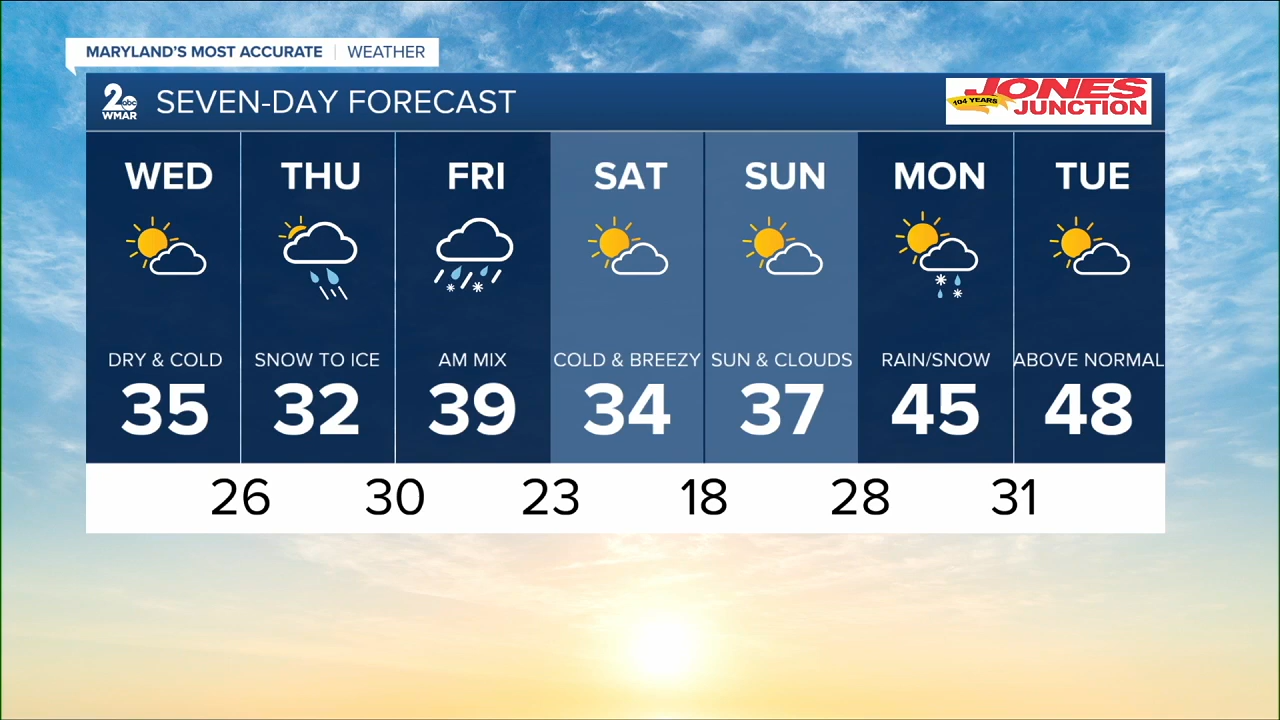 MARYLAND'S MOST ACCURATE | WEATHER
2 abc
WMAR
SEVEN-DAY FORECAST
104 YEARS
JONES
JUNCTION
WED THU FRI SAT SUN MON TUE
DRY & COLD SNOW TO ICE AM MIX COLD & BREEZY SUN & CLOUDS RAIN/SNOW ABOVE NORMAL
35 32 39 34 37 45 48
26 30 23 18 28 31